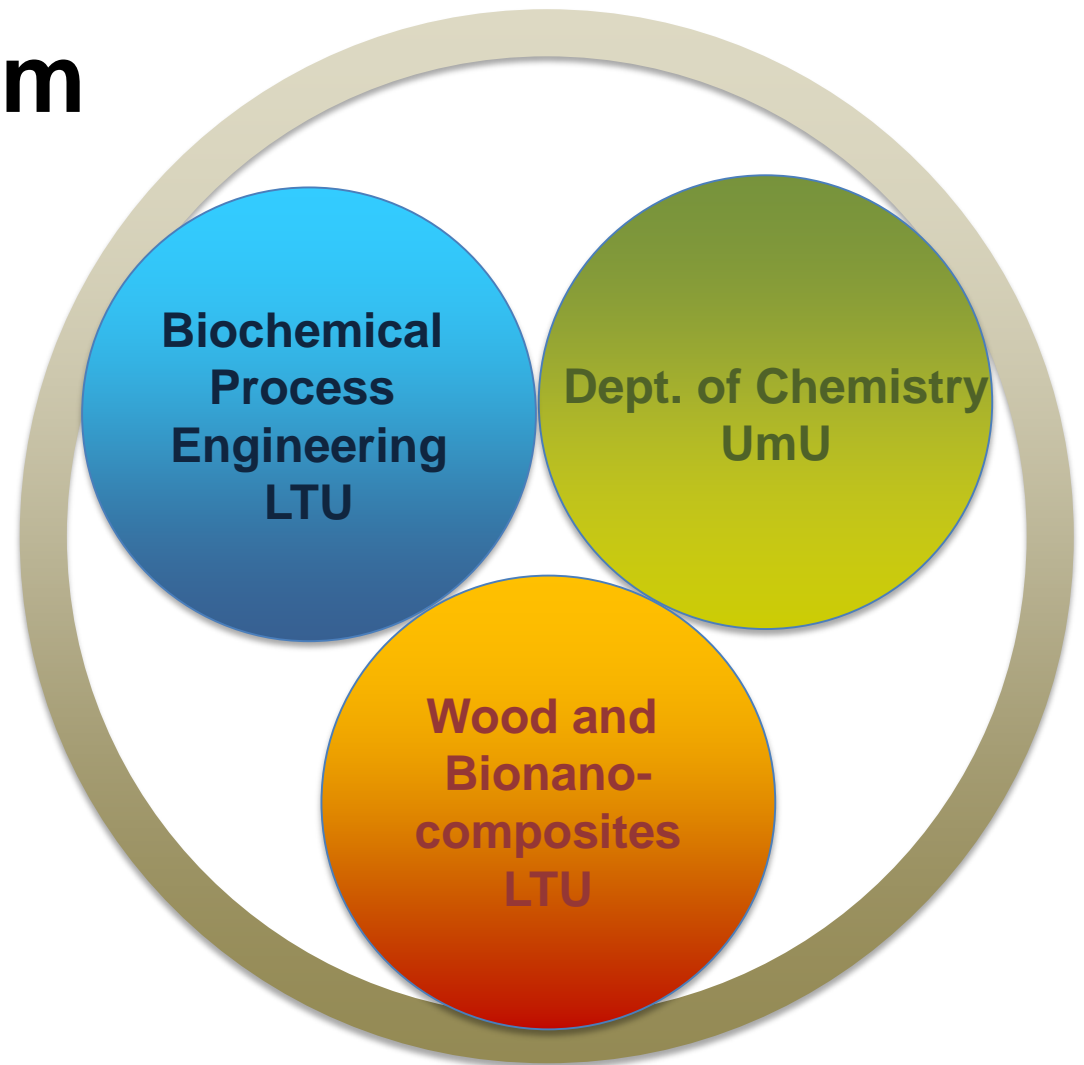 m
Biochemical
Process
Engineering
LTU
Dept. of Chemistry
UmU
Wood and
Bionano-
composites
LTU